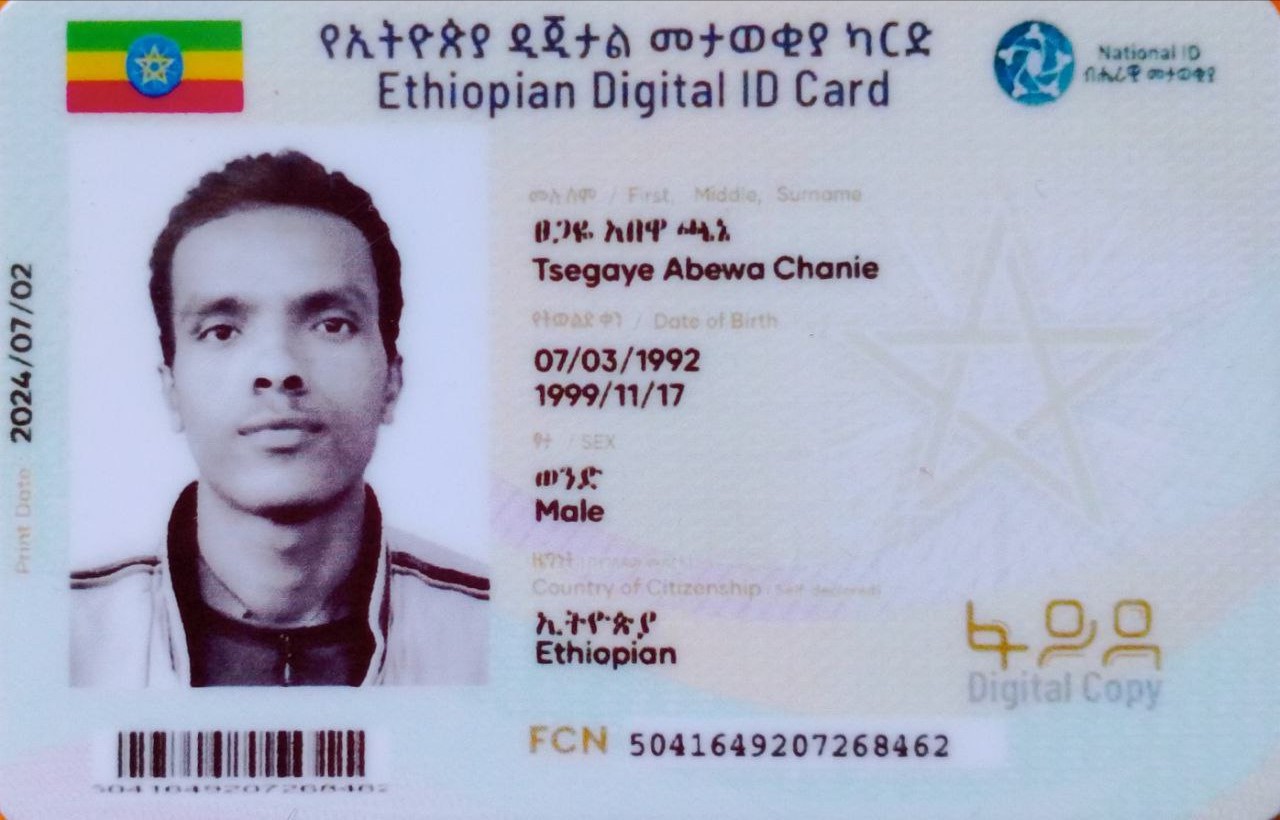 የኢትዮጵያ ዲጂታል መታወቂያ ካርድ
Ethiopian Digital ID Card
National ID
ብሔራዊ መታወቂያ
ሙሉ ስም / First, Middle, Surname
ፀጋዬ አበዋ ጫኔ
Tsegaye Abewa Chanie
የትውልድ ቀን / Date of Birth
07/03/1992
1999/11/17
ፆታ / SEX
ወንድ
Male
ዜግነት
Country of Citizenship (Self declared)
ኢትዮጵያ
Ethiopian
ፋይዳ
Digital Copy
FCN 5041649207268462
5041649207268462
Print Date 2024/07/02